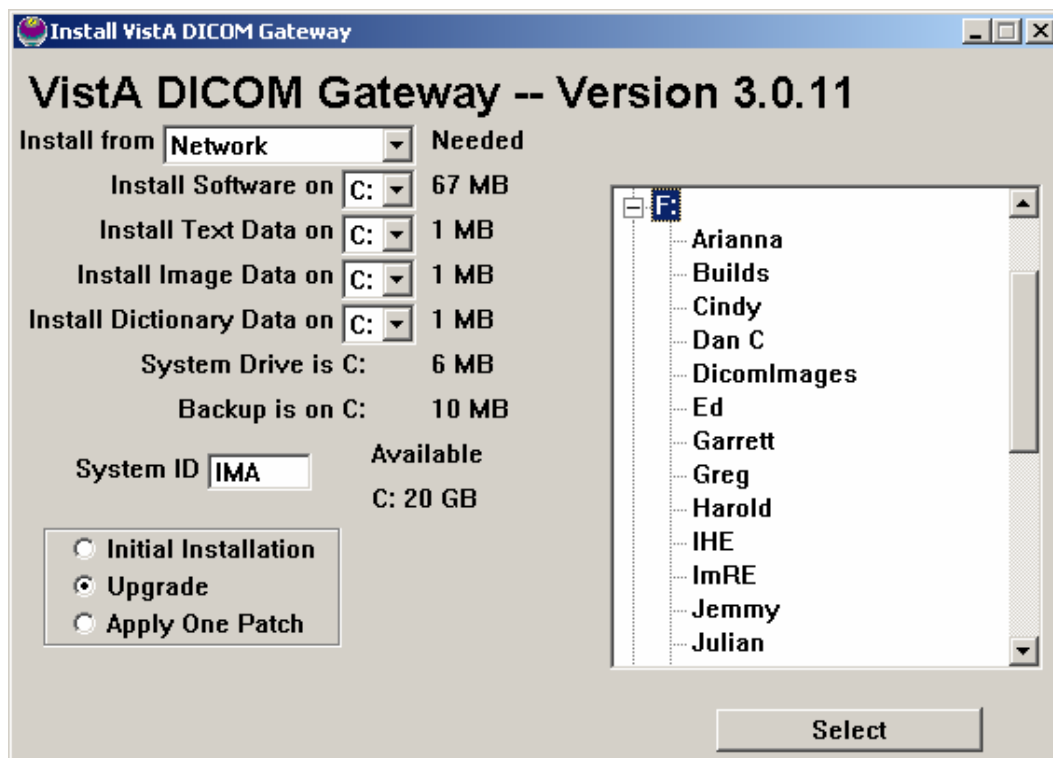 Install VistA DICOM Gateway
VistA DICOM Gateway -- Version 3.0.11
Install from Network Needed
Install Software on C: 67 MB
Install Text Data on C: 1 MB
Install Image Data on C: 1 MB
Install Dictionary Data on C: 1 MB
System Drive is C: 6 MB
Backup is on C: 10 MB
System ID IMA
Available
C: 20 GB
Initial Installation
Upgrade
Apply One Patch
F:
Arianna
Builds
Cindy
Dan C
DicomImages
Ed
Garrett
Greg
Harold
IHE
ImRE
Jemmy
Julian
Select